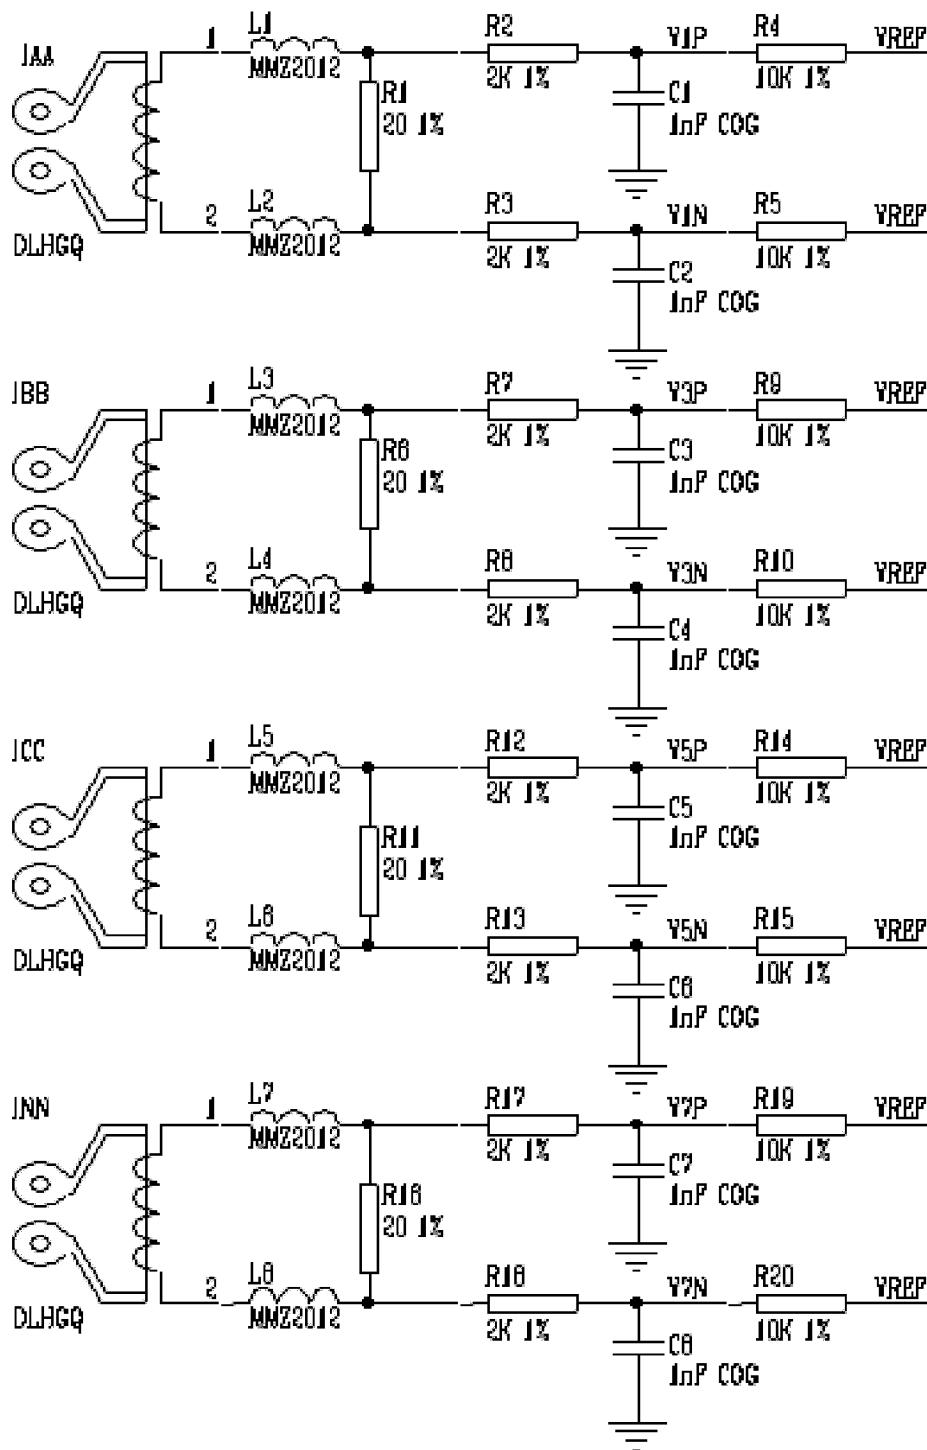 L1
R2
R4
JAA
1
V1P
VREF
MMZ2012
2K 1%
10K 1%
R1
20 1%
C1
1nF COG
L2
R3
R5
2
V1N
VREF
DLHGQ
MMZ2012
2K 1%
10K 1%
C2
1nF COG
L3
R7
R9
JBB
1
V3P
VREF
MMZ2012
2K 1%
10K 1%
R6
20 1%
C3
1nF COG
L4
R8
R10
2
V3N
VREF
DLHGQ
MMZ2012
2K 1%
10K 1%
C4
1nF COG
L5
R12
R14
JCC
1
V5P
VREF
MMZ2012
2K 1%
10K 1%
R11
20 1%
C5
1nF COG
L6
R13
R15
2
V5N
VREF
DLHGQ
MMZ2012
2K 1%
10K 1%
C6
1nF COG
L7
R17
R19
JNN
1
V7P
VREF
MMZ2012
2K 1%
10K 1%
R16
20 1%
C7
1nF COG
L8
R18
R20
2
V7N
VREF
DLHGQ
MMZ2012
2K 1%
10K 1%
C8
1nF COG